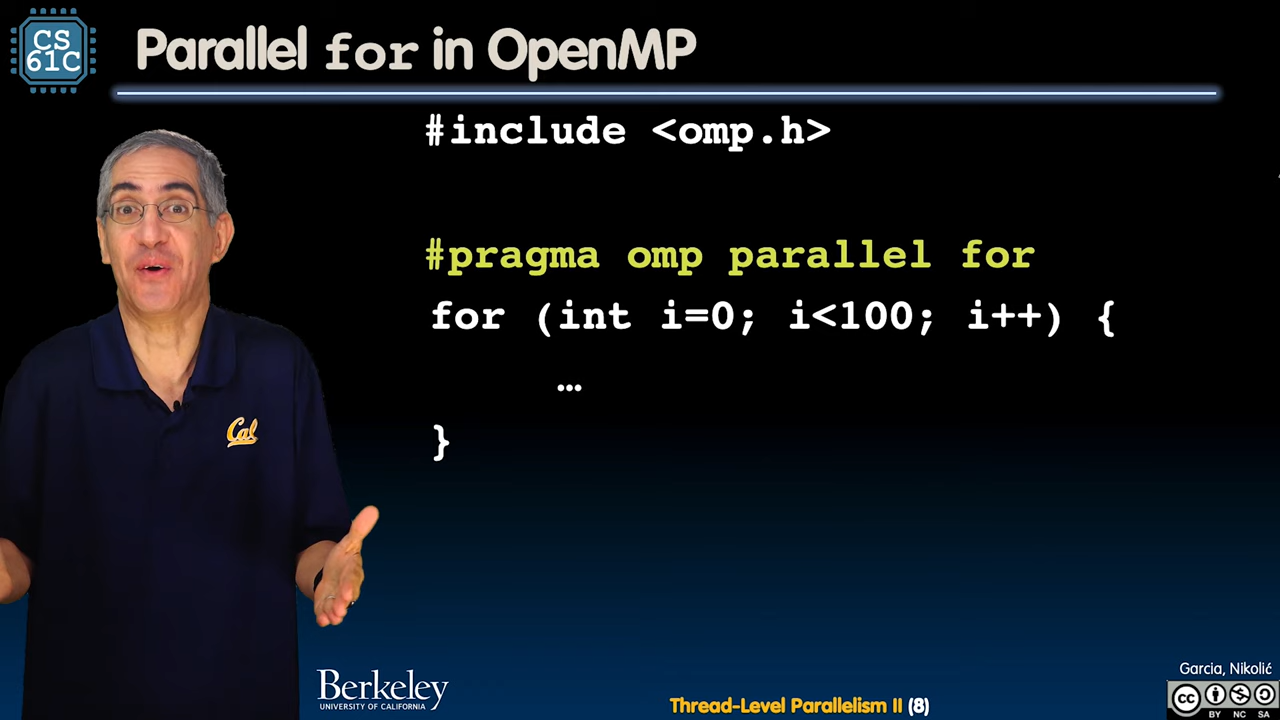 CS
61C
Parallel for in OpenMP
#include <omp.h>
#pragma omp parallel for
for (int i=0; i<100; i++) {
…
}
Cal
Berkeley
UNIVERSITY OF CALIFORNIA
Thread-Level Parallelism II (8)
Garcia, Nikolić
cc
BY NC SA